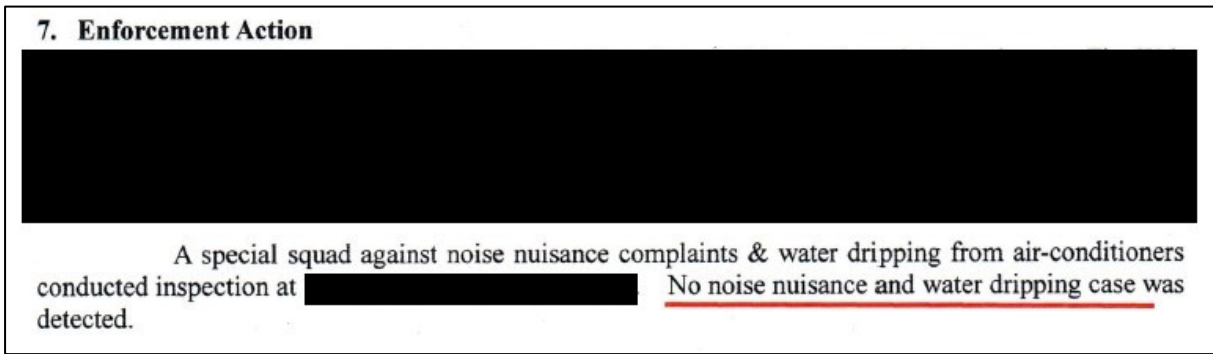 7. Enforcement Action
A special squad against noise nuisance complaints & water dripping from air-conditioners
conducted inspection at . No noise nuisance and water dripping case was
detected.